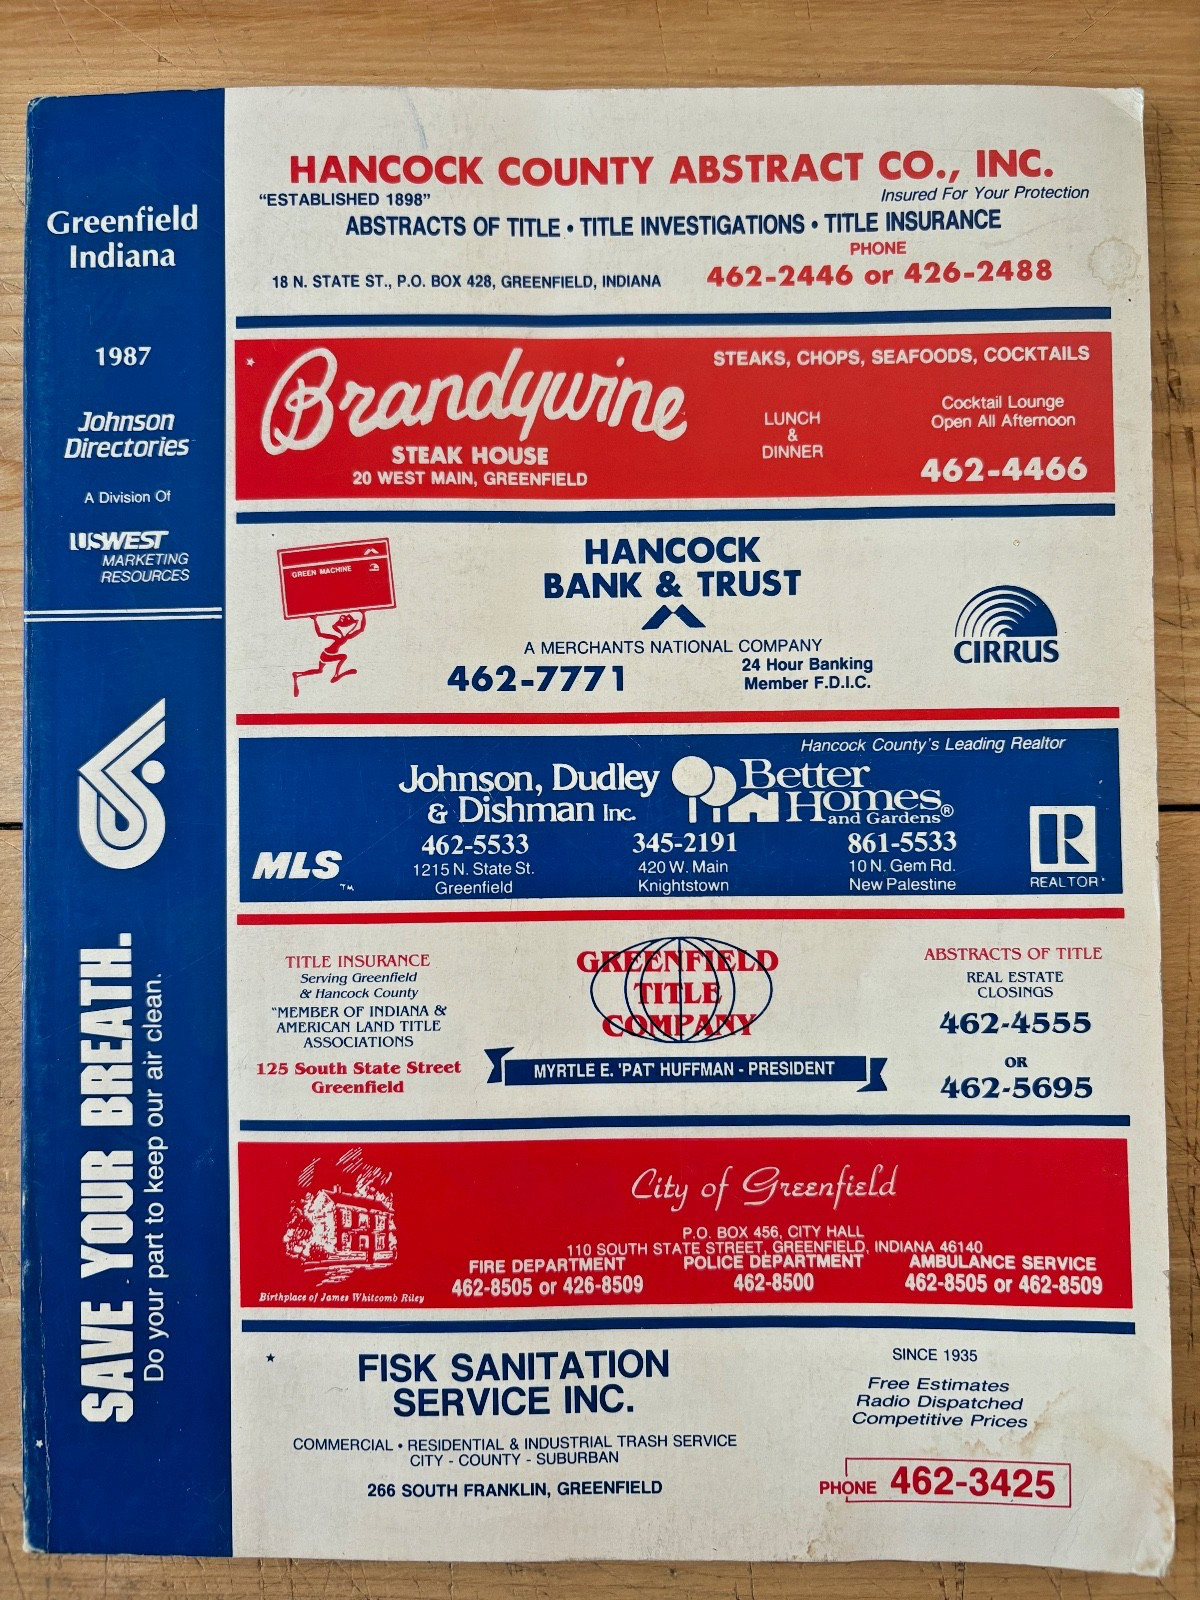 Greenfield
Indiana
1987
Johnson
Directories
A Division Of
USWEST
MARKETING
RESOURCES
SAVE YOUR BREATH.
Do your part to keep our air clean.
HANCOCK COUNTY ABSTRACT CO., INC.
"ESTABLISHED 1898"
Insured For Your Protection
ABSTRACTS OF TITLE • TITLE INVESTIGATIONS • TITLE INSURANCE
PHONE
18 N. STATE ST., P.O. BOX 428, GREENFIELD, INDIANA
462-2446 or 426-2488
Brandywine
STEAK HOUSE
20 WEST MAIN, GREENFIELD
STEAKS, CHOPS, SEAFOODS, COCKTAILS
LUNCH
&
DINNER
Cocktail Lounge
Open All Afternoon
462-4466
GREEN MACHINE
HANCOCK
BANK & TRUST
A MERCHANTS NATIONAL COMPANY
462-7771
24 Hour Banking
Member F.D.I.C.
CIRRUS
Hancock County's Leading Realtor
Johnson, Dudley
& Dishman Inc.
Better
Homes
and Gardens®
MLS
TM
462-5533
1215 N. State St.
Greenfield
345-2191
420 W. Main
Knightstown
861-5533
10 N. Gem Rd.
New Palestine
R
REALTOR®
TITLE INSURANCE
Serving Greenfield
& Hancock County
"MEMBER OF INDIANA &
AMERICAN LAND TITLE
ASSOCIATIONS
125 South State Street
Greenfield
GREENFIELD
TITLE
COMPANY
MYRTLE E. 'PAT' HUFFMAN - PRESIDENT
ABSTRACTS OF TITLE
REAL ESTATE
CLOSINGS
462-4555
OR
462-5695
Birthplace of James Whitcomb Riley
City of Greenfield
P.O. BOX 456, CITY HALL
110 SOUTH STATE STREET, GREENFIELD, INDIANA 46140
FIRE DEPARTMENT
462-8505 or 426-8509
POLICE DEPARTMENT
462-8500
AMBULANCE SERVICE
462-8505 or 462-8509
FISK SANITATION
SERVICE INC.
COMMERCIAL • RESIDENTIAL & INDUSTRIAL TRASH SERVICE
CITY - COUNTY - SUBURBAN
266 SOUTH FRANKLIN, GREENFIELD
SINCE 1935
Free Estimates
Radio Dispatched
Competitive Prices
PHONE 462-3425